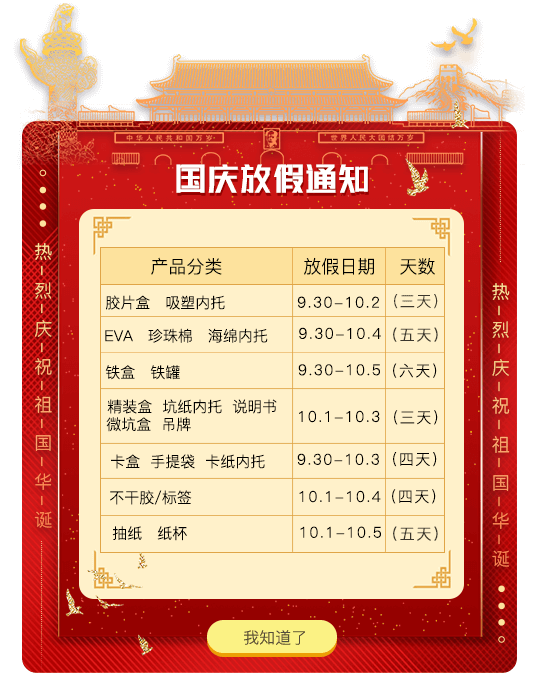 中华人民共和国万岁
世界人民大团结万岁
国庆放假通知
热烈庆祝祖国华诞
产品分类 放假日期 天数
胶片盒 吸塑内托 9.30-10.2 (三天)
EVA 珍珠棉 海绵内托 9.30-10.4 (五天)
铁盒 铁罐 9.30-10.5 (六天)
精装盒 坑纸内托 说明书
微坑盒 吊牌 10.1-10.3 (三天)
卡盒 手提袋 卡纸内托 9.30-10.3 (四天)
不干胶/标签 10.1-10.4 (四天)
抽纸 纸杯 10.1-10.5 (五天)
热烈庆祝祖国华诞
我知道了